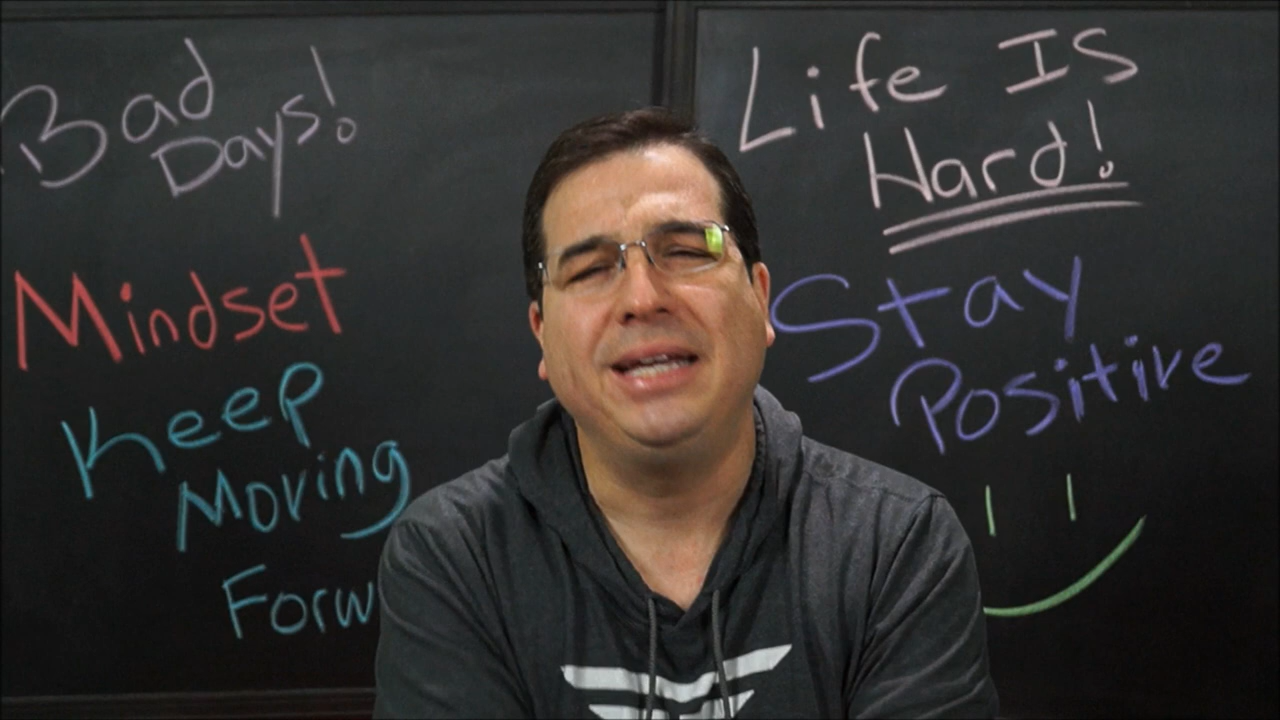 Bad
Days!
Mindset
Keep
Moving
Forw
Life Is
Hard!
Stay
Positive